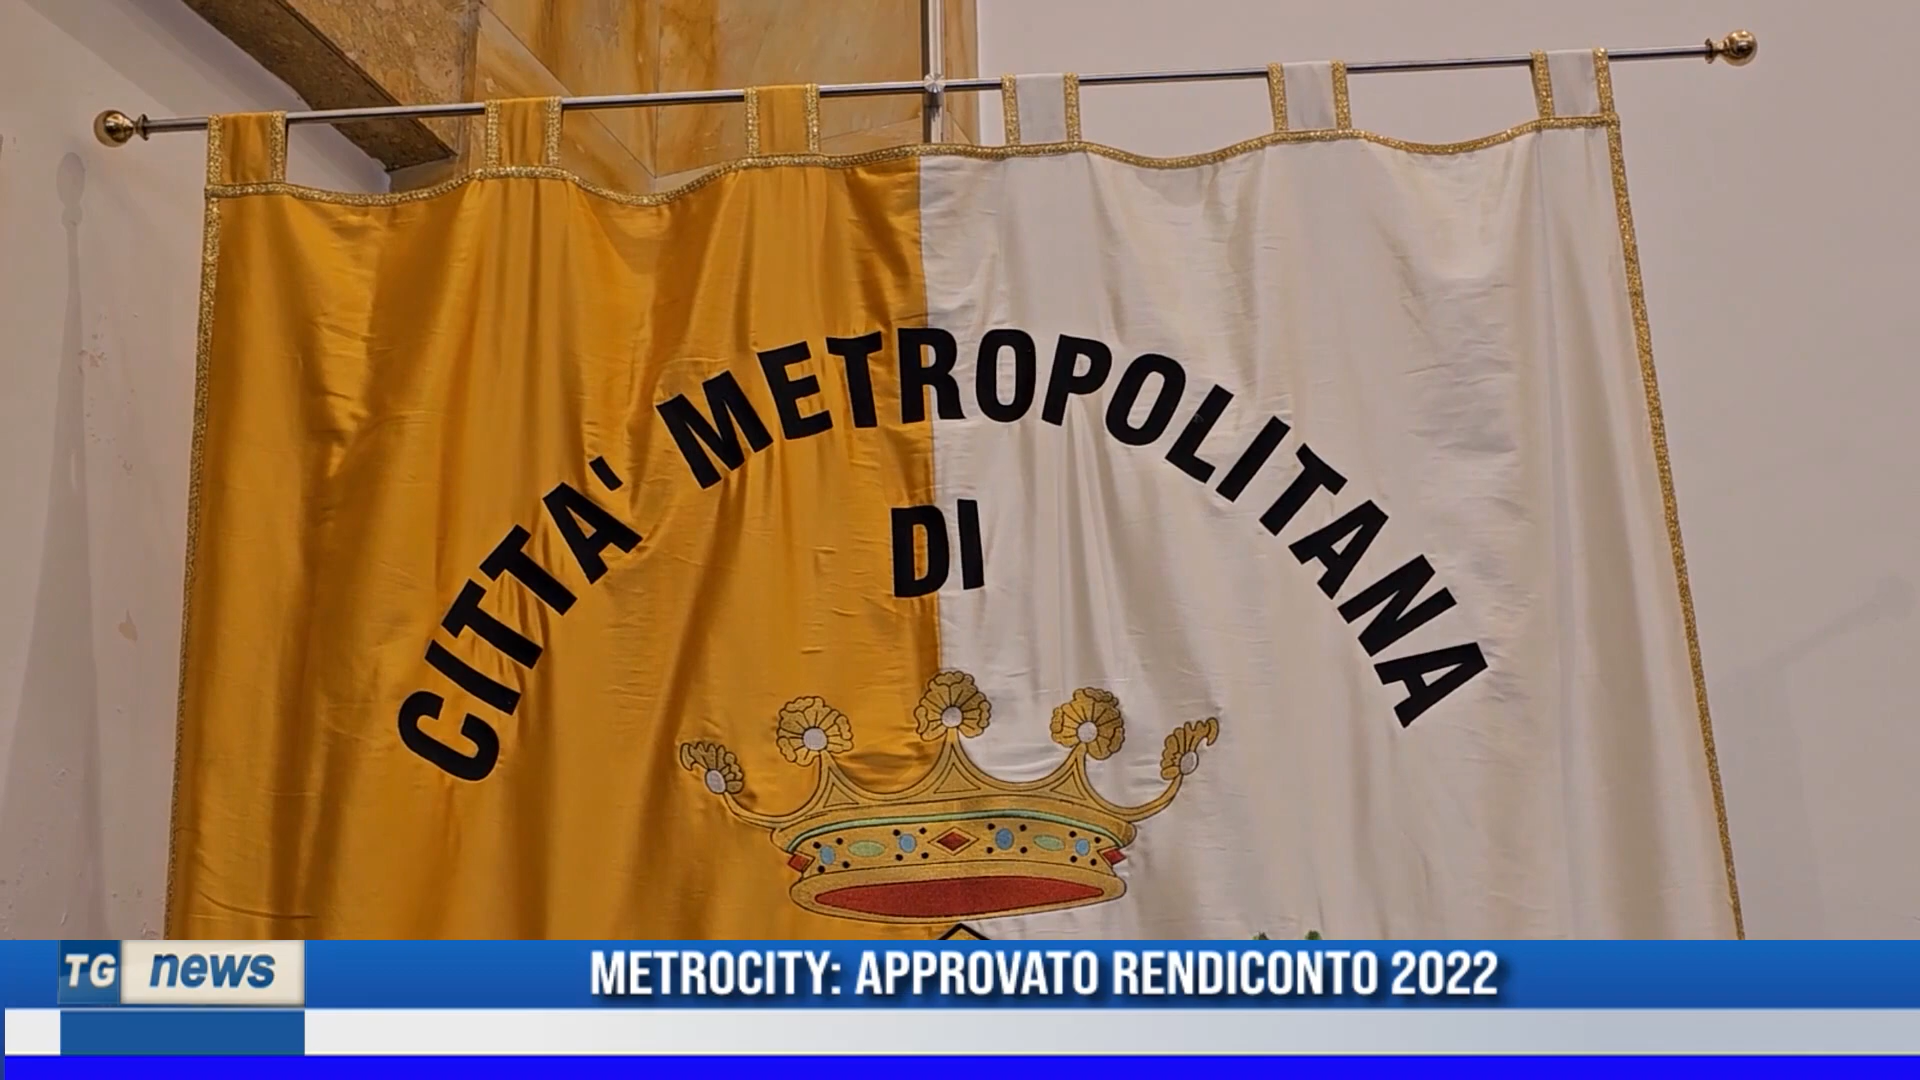 CITTA' METROPOLITANA
DI
TG news
METROCITY: APPROVATO RENDICONTO 2022